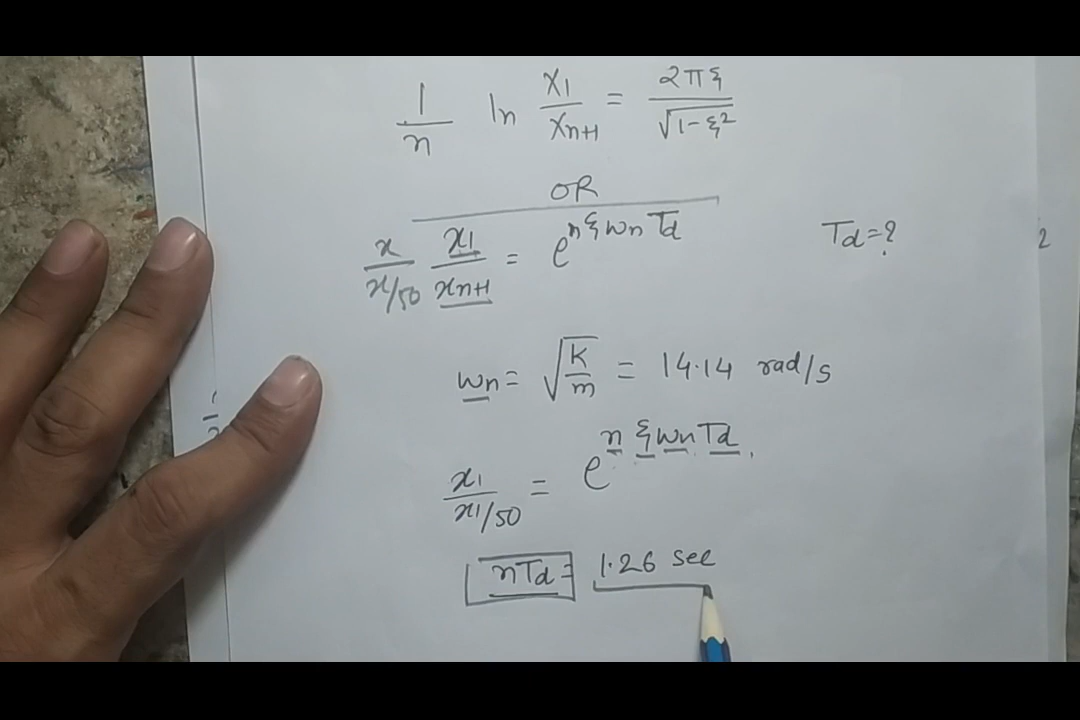 1/n ln X1/Xn+1 = 2πξ/√1-ξ²
OR
x/x/50 x1/xn+1 = e^nξωnTd Td=?
2
ωn = √K/m = 14.14 rad/s
x1/x1/50 = e^nξωnTd.
nTd = 1.26 sec